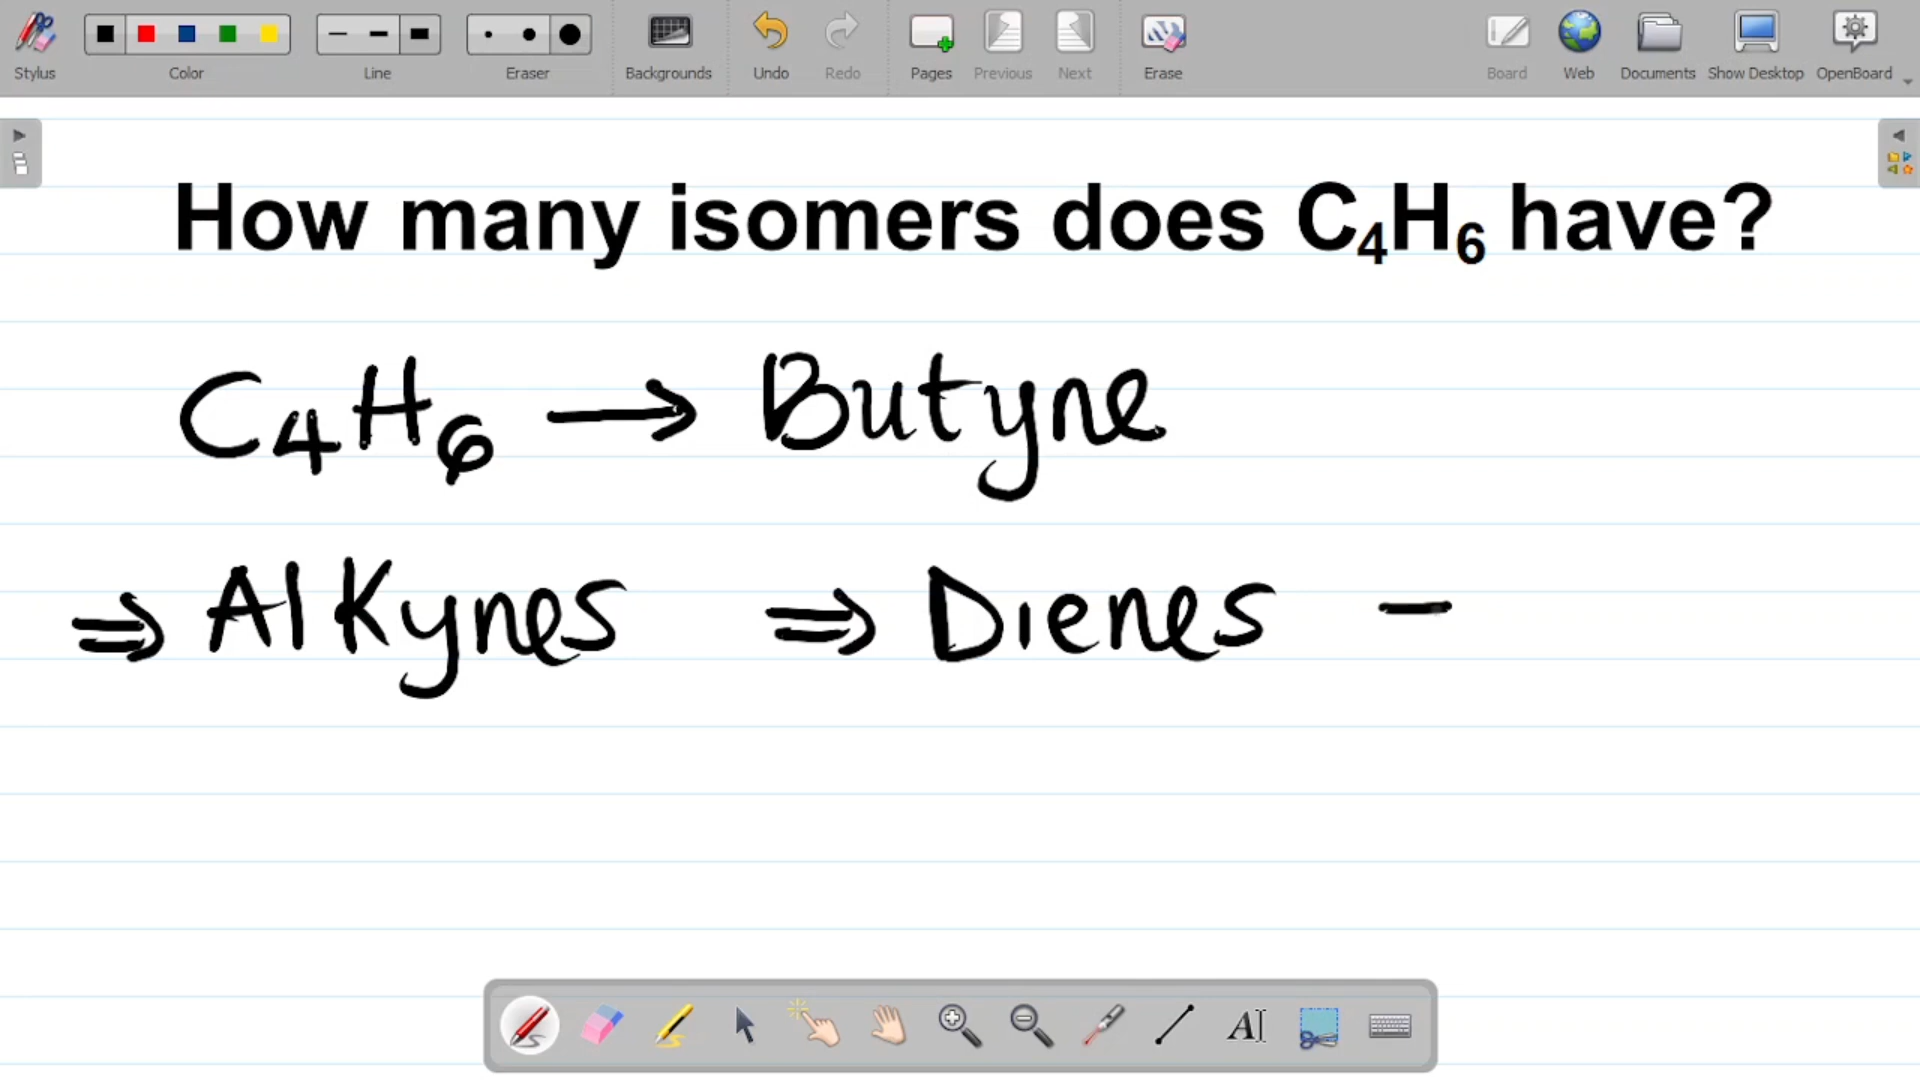 Stylus Color Line Eraser Backgrounds Undo Redo Pages Previous Next Erase Board Web Documents Show Desktop OpenBoard
How many isomers does C₄H₆ have?
C₄H₆ → Butyne
⇒ Alkynes ⇒ Dienes –
AI